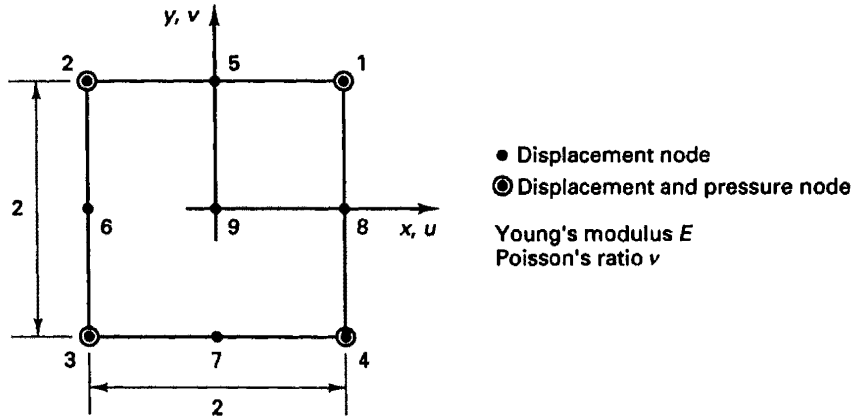 y, v
2
5
1
2
6
9
8
x, u
3
7
4
2
Displacement node
Displacement and pressure node
Young's modulus E
Poisson's ratio ν